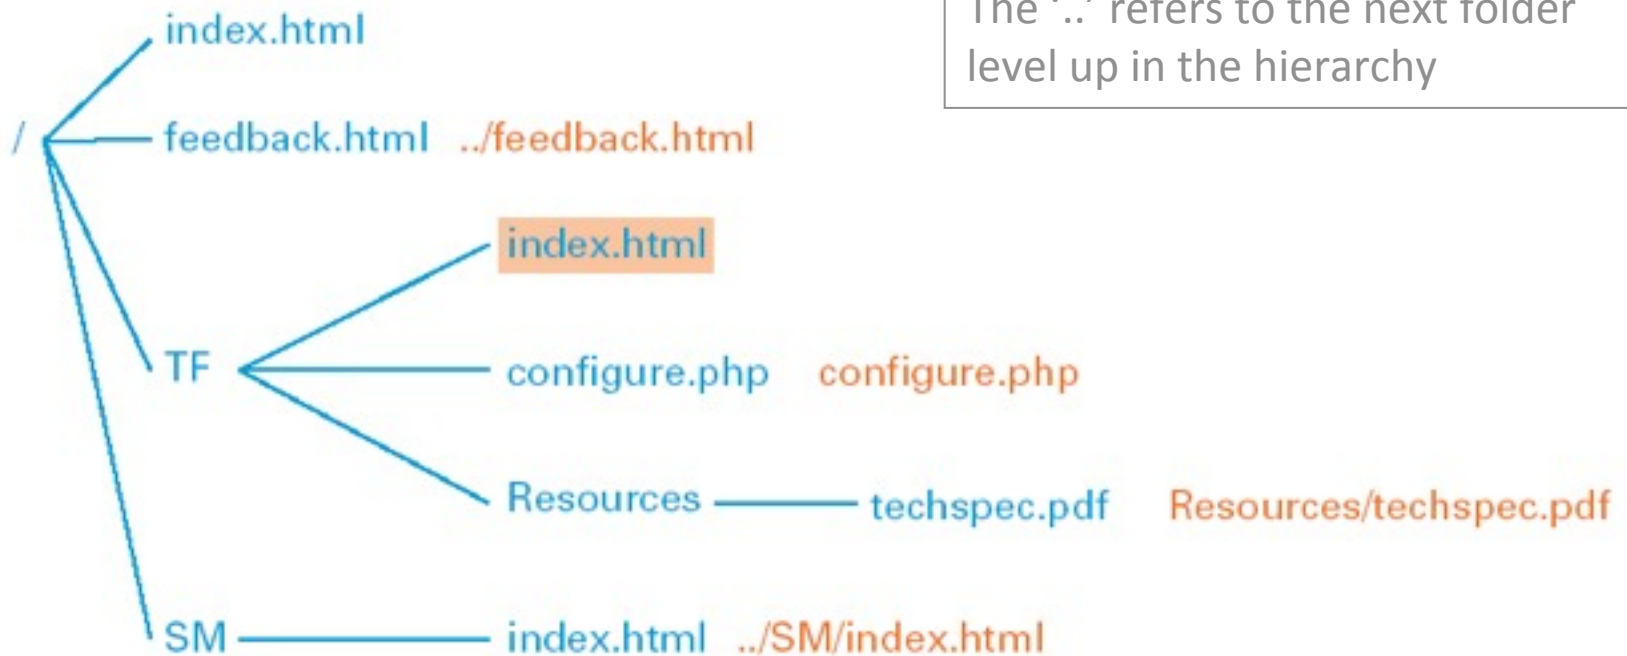 The ‘..’ refers to the next folder
level up in the hierarchy
index.html
/ feedback.html ../feedback.html
index.html
TF configure.php configure.php
Resources techspec.pdf Resources/techspec.pdf
SM index.html ../SM/index.html